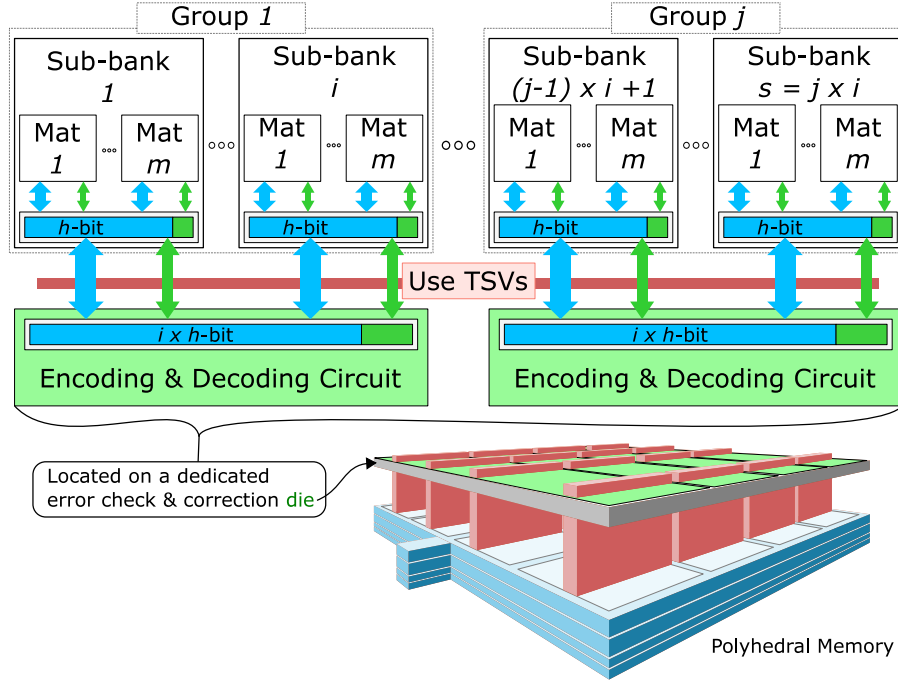 Group 1
Group j
Sub-bank
1
Sub-bank
i
Sub-bank
(j-1) x i +1
Sub-bank
s = j x i
Mat
1
°°°
Mat
m
°°°
Mat
1
°°°
Mat
m
°°°
Mat
1
°°°
Mat
m
°°°
Mat
1
°°°
Mat
m
h-bit
h-bit
h-bit
h-bit
Use TSVs
i x h-bit
i x h-bit
Encoding & Decoding Circuit
Encoding & Decoding Circuit
Located on a dedicated
error check & correction die
Polyhedral Memory